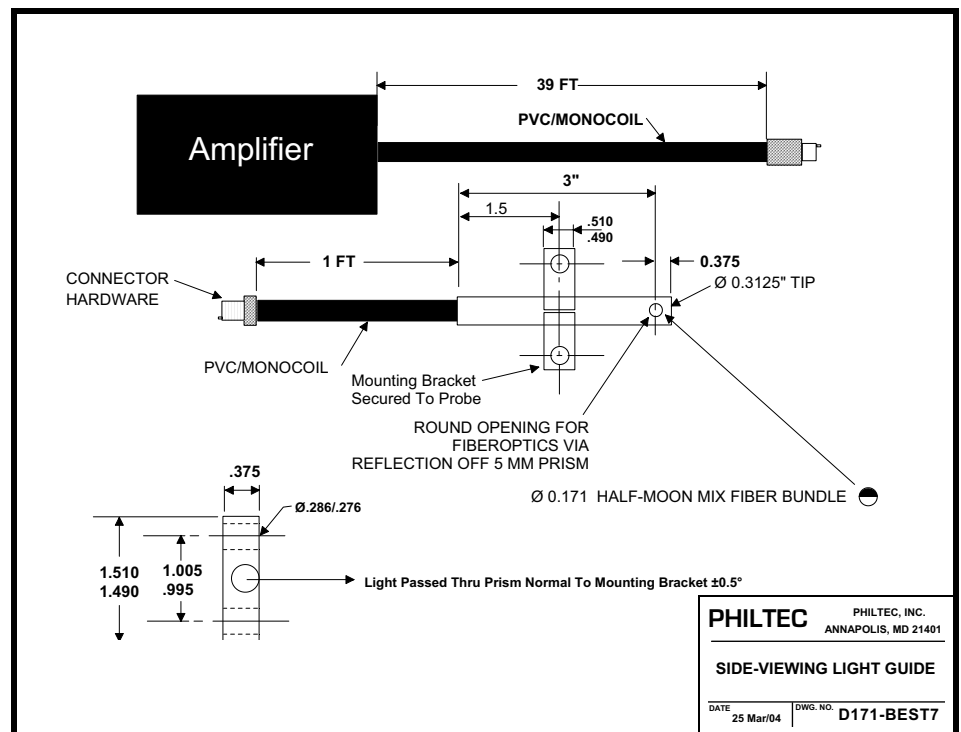 39 FT
PVC/MONOCOIL
Amplifier
3"
1.5
.510
.490
1 FT
0.375
CONNECTOR
HARDWARE
Ø 0.3125" TIP
PVC/MONOCOIL
Mounting Bracket
Secured To Probe
ROUND OPENING FOR
FIBEROPTICS VIA
REFLECTION OFF 5 MM PRISM
Ø 0.171 HALF-MOON MIX FIBER BUNDLE
.375
Ø.286/.276
1.510
1.490
1.005
.995
Light Passed Thru Prism Normal To Mounting Bracket ±0.5°
PHILTEC
PHILTEC, INC.
ANNAPOLIS, MD 21401
SIDE-VIEWING LIGHT GUIDE
DATE
25 Mar/04
DWG. NO. D171-BEST7